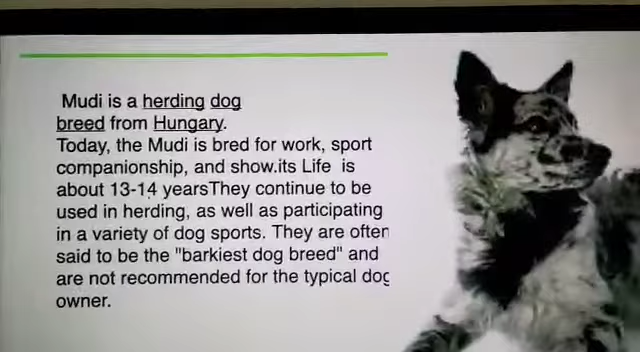 Mudi is a herding dog
breed from Hungary.
Today, the Mudi is bred for work, sport
companionship, and show.its Life is
about 13-14 yearsThey continue to be
used in herding, as well as participating
in a variety of dog sports. They are often
said to be the "barkiest dog breed" and
are not recommended for the typical dog
owner.